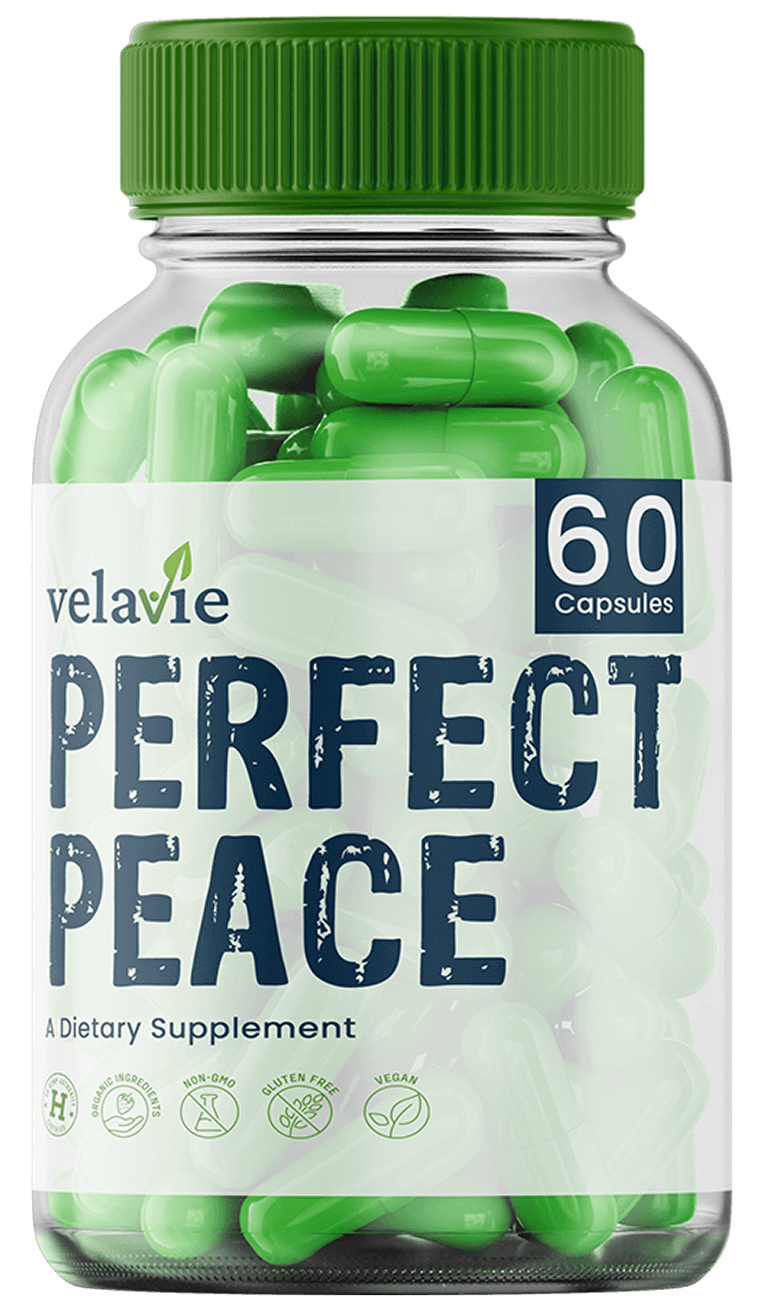 60
Capsules
velavie
PERFECT
PEACE
A Dietary Supplement
H
ORGANIC INGREDIENTS
NON-GMO
GLUTEN FREE
VEGAN